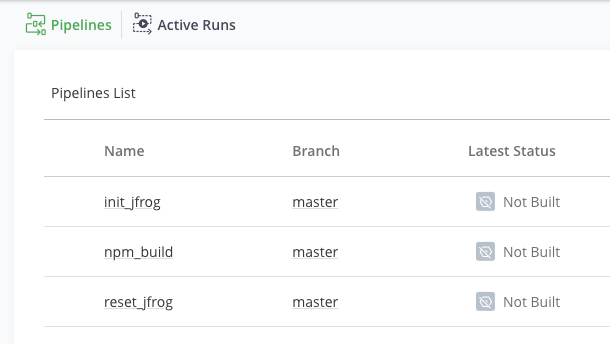 Pipelines Active Runs
Pipelines List
Name Branch Latest Status
init_jfrog master Not Built
npm_build master Not Built
reset_jfrog master Not Built